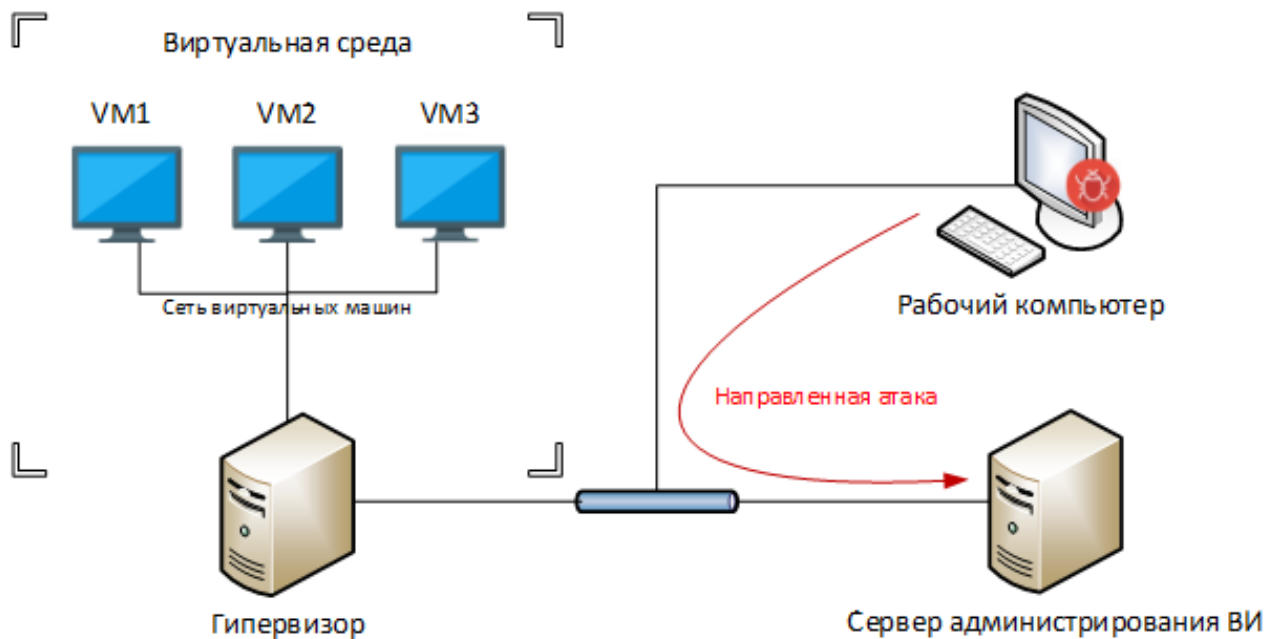 Виртуальная среда
VM1
VM2
VM3
Сеть виртуальных машин
Рабочий компьютер
Направленная атака
Гипервизор
Сервер администрирования ВИ